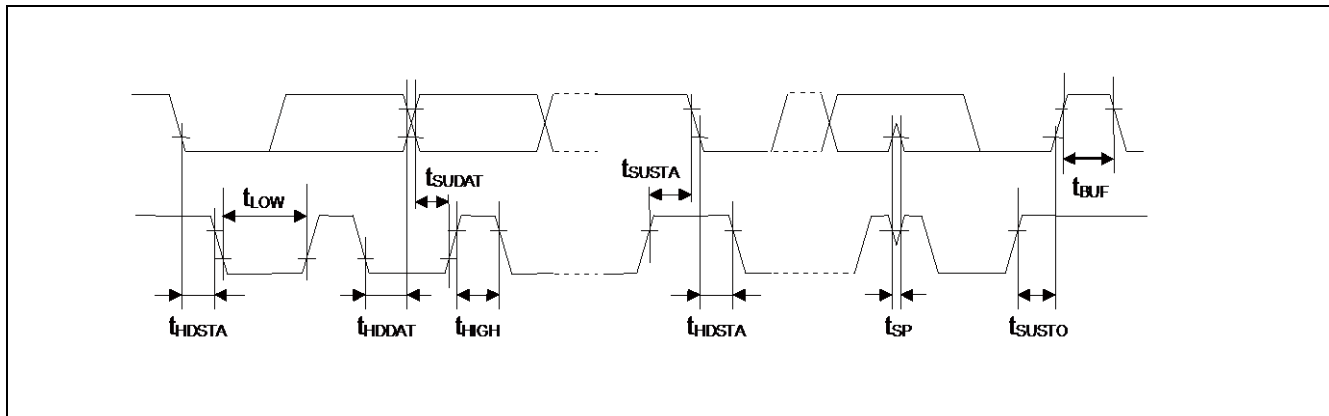 tSUDAT
tSUSTA
tBUF
tLOW
tHDSTA
tHDDAT
tHIGH
tHDSTA
tSP
tSUSTO